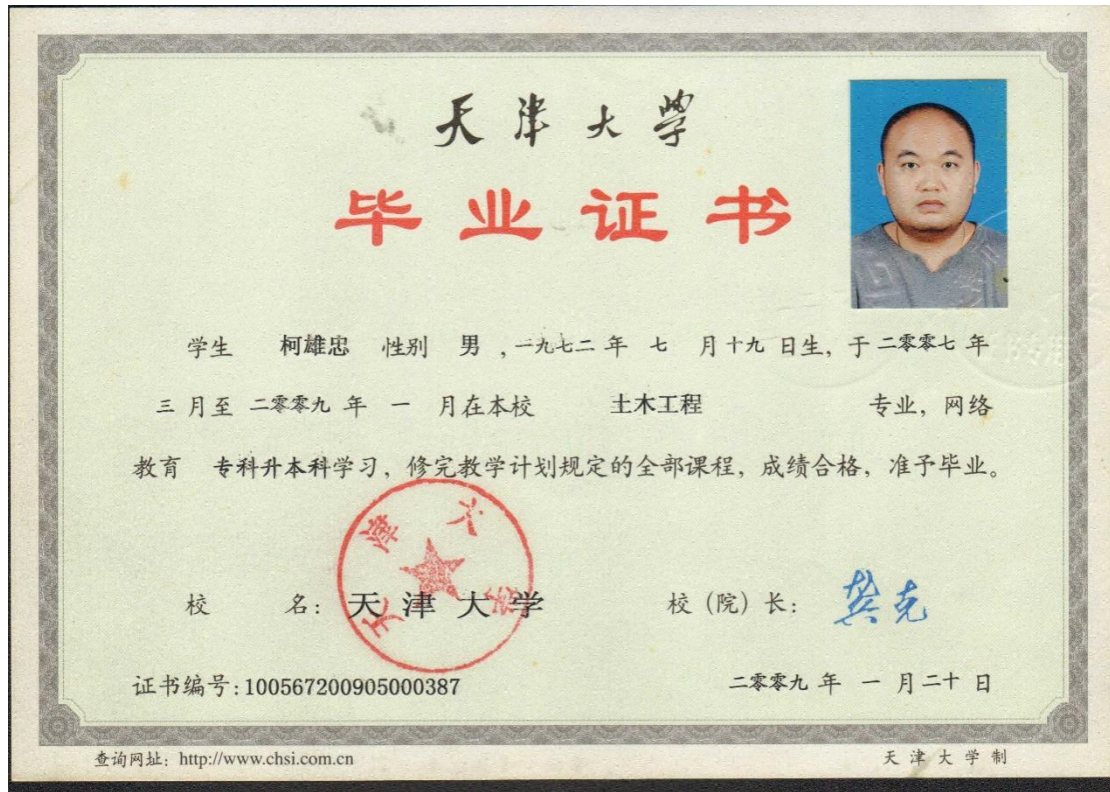 天津大學
毕业证书
学生 柯雄忠 性别 男 ,一九七二 年 七 月十九 日生, 于 二零零七 年
三 月至 二零零九 年 一 月在本校 土木工程 专业, 网络
教育 专科升本科学习, 修完教学计划规定的全部课程, 成绩合格, 准予毕业。
天津大学
校 名: 天津大学 校(院)长: 龚克
证书编号:100567200905000387 二零零九 年 一 月二十 日
查询网址: http://www.chsi.com.cn 天津大学制